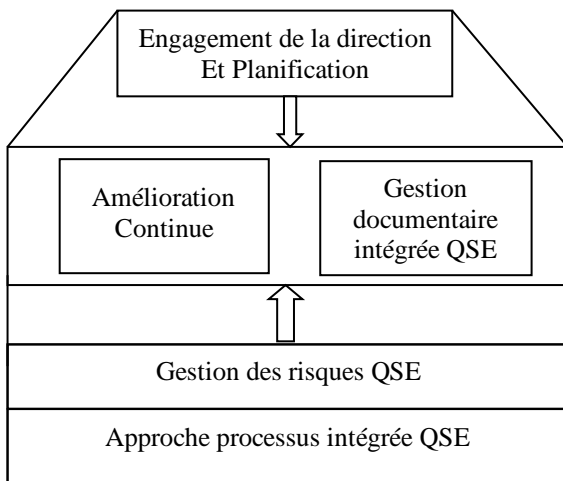 Engagement de la direction
Et Planification
Amélioration
Continue
Gestion
documentaire
intégrée QSE
Gestion des risques QSE
Approche processus intégrée QSE